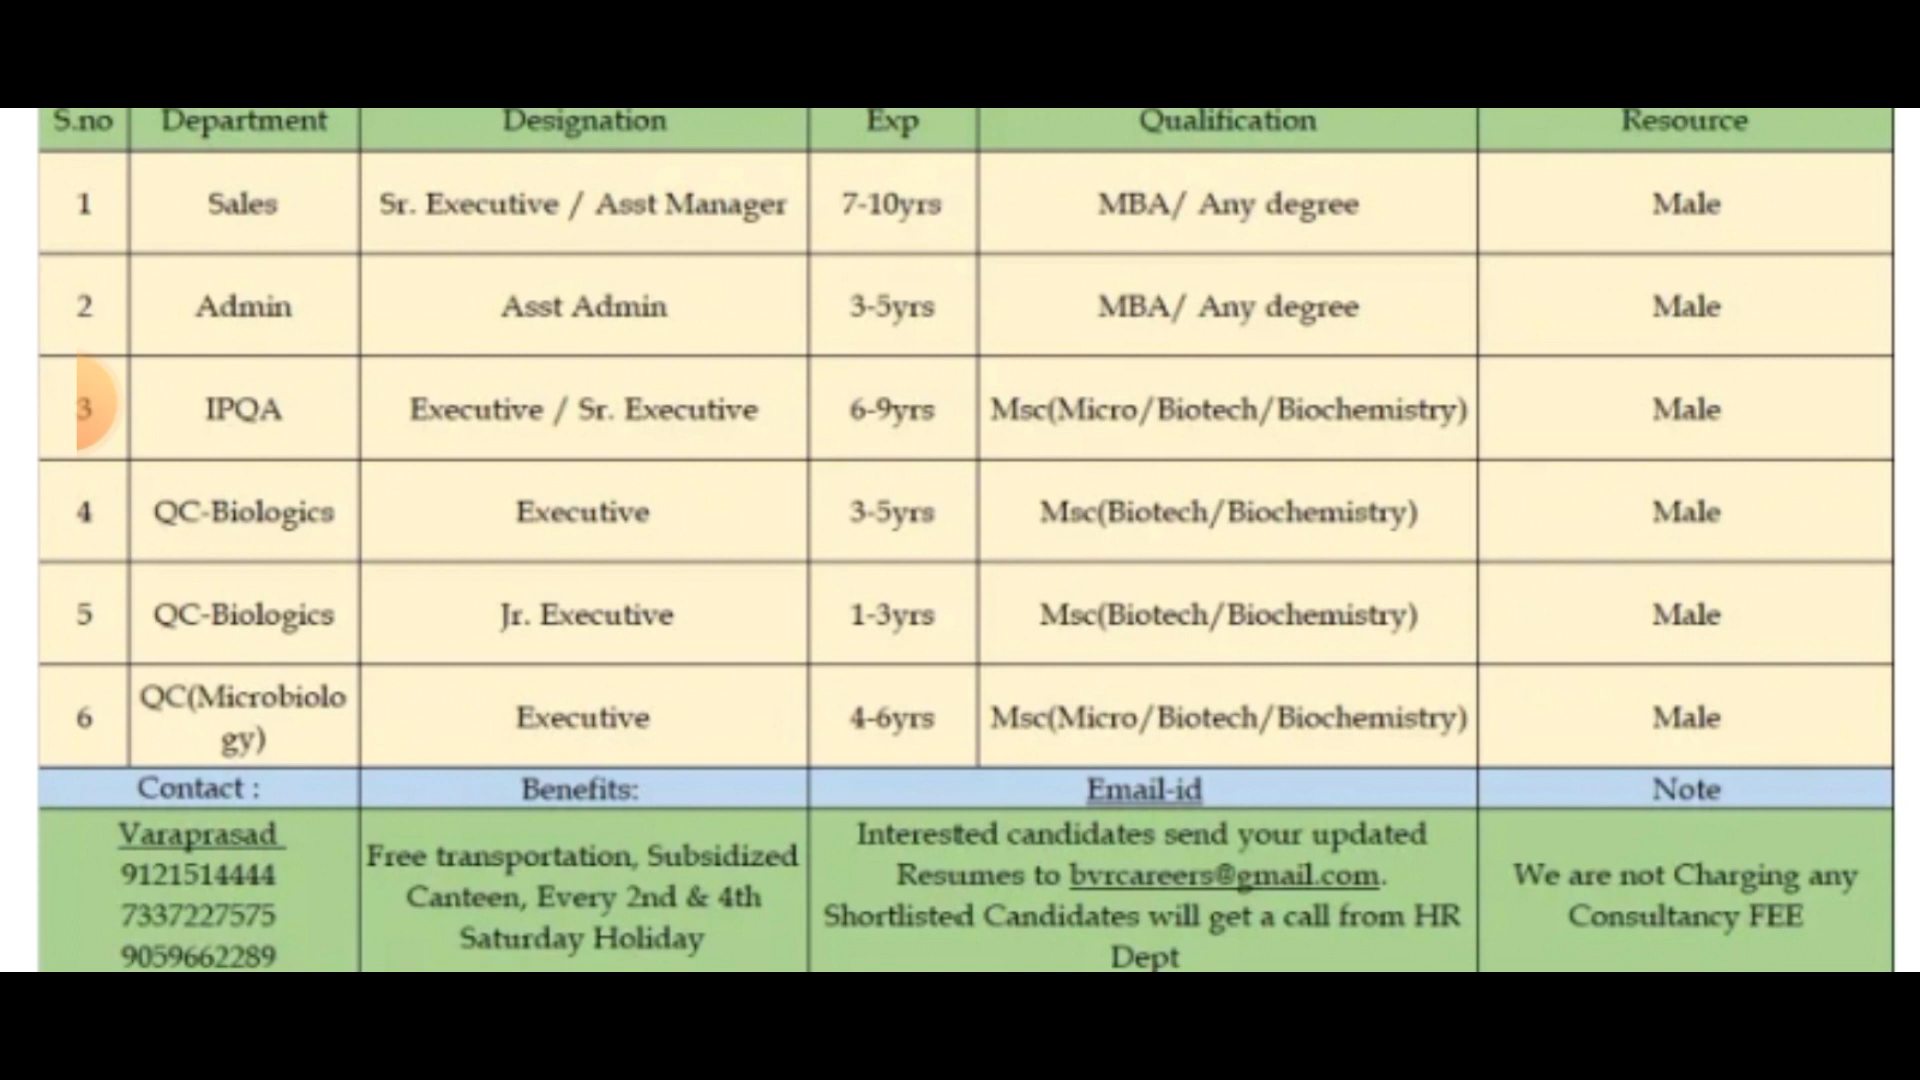 S.no Department Designation Exp Qualification Resource
1 Sales Sr. Executive / Asst Manager 7-10yrs MBA/ Any degree Male
2 Admin Asst Admin 3-5yrs MBA/ Any degree Male
3 IPQA Executive / Sr. Executive 6-9yrs Msc(Micro/Biotech/Biochemistry) Male
4 QC-Biologics Executive 3-5yrs Msc(Biotech/Biochemistry) Male
5 QC-Biologics Jr. Executive 1-3yrs Msc(Biotech/Biochemistry) Male
6 QC(Microbiolo
gy) Executive 4-6yrs Msc(Micro/Biotech/Biochemistry) Male
Contact : Benefits: Email-id Note
Varaprasad
9121514444
7337227575
9059662289
Free transportation, Subsidized
Canteen, Every 2nd & 4th
Saturday Holiday
Interested candidates send your updated
Resumes to bvrcareers@gmail.com.
Shortlisted Candidates will get a call from HR
Dept
We are not Charging any
Consultancy FEE